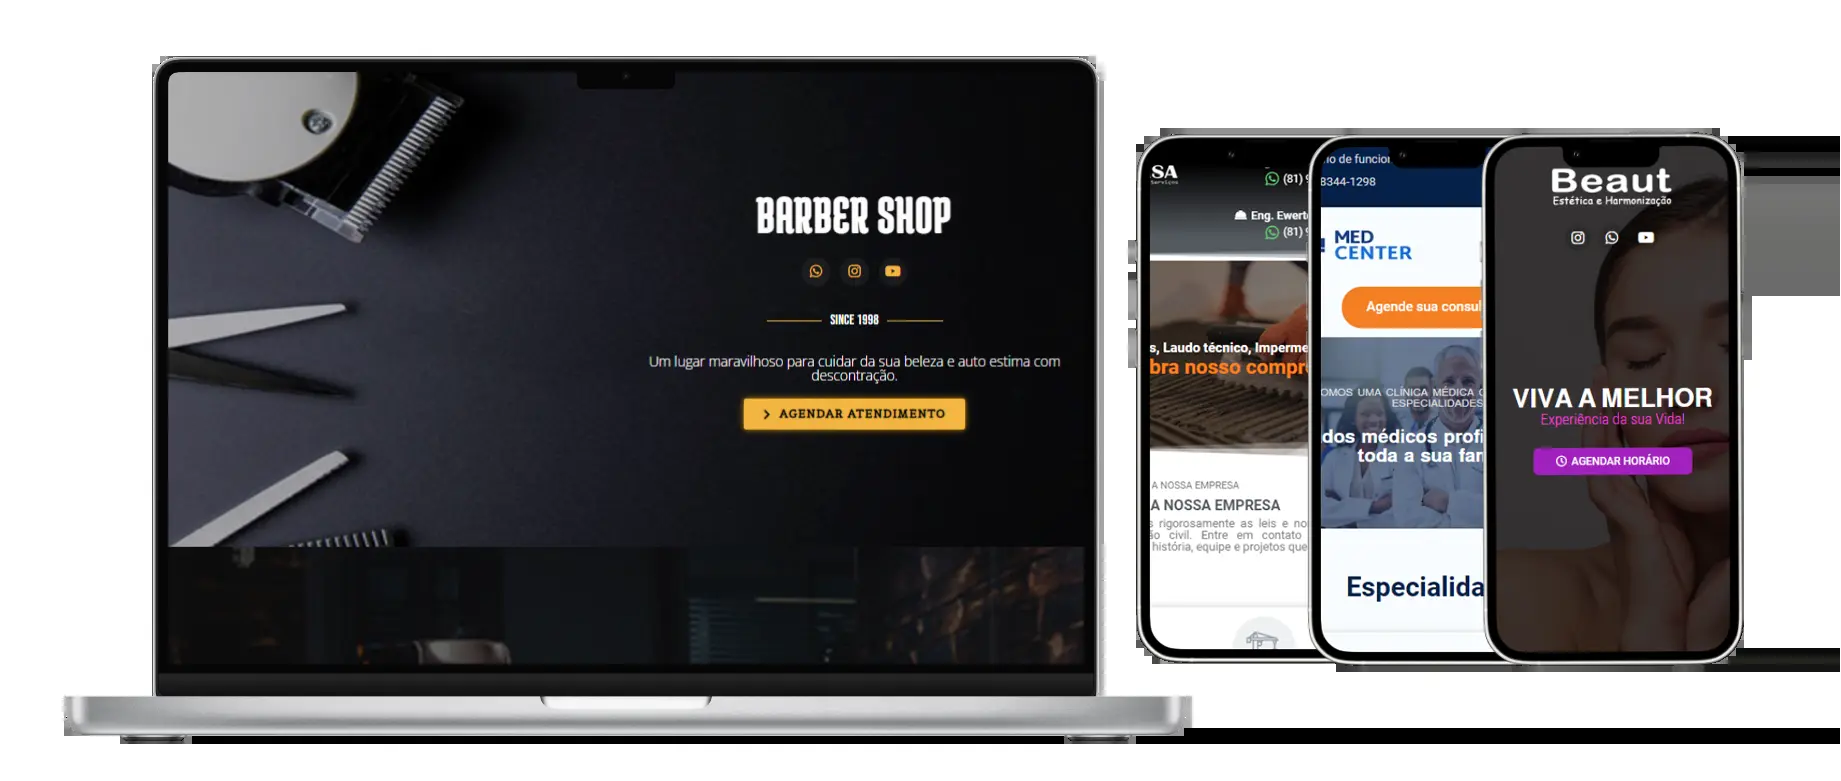 BARBER SHOP
SINCE 1998
Um lugar maravilhoso para cuidar da sua beleza e auto estima com
descontração.
AGENDAR ATENDIMENTO
SA
Serviços
(81) 9
Eng. Ewert
(81) 9
s, Laudo técnico, Imperme
bra nosso compr
A NOSSA EMPRESA
A NOSSA EMPRESA
s rigorosamente as leis e no
ão civil. Entre em contato
história, equipe e projetos que
io de funcion
8344-1298
MED
CENTER
Agende sua consul
OMOS UMA CLÍNICA MÉDICA
ESPECIALIDADES
dos médicos profi
toda a sua fam
Especialida
Beaut
Estética e Harmonização
VIVA A MELHOR
Experiência da sua Vida!
AGENDAR HORÁRIO